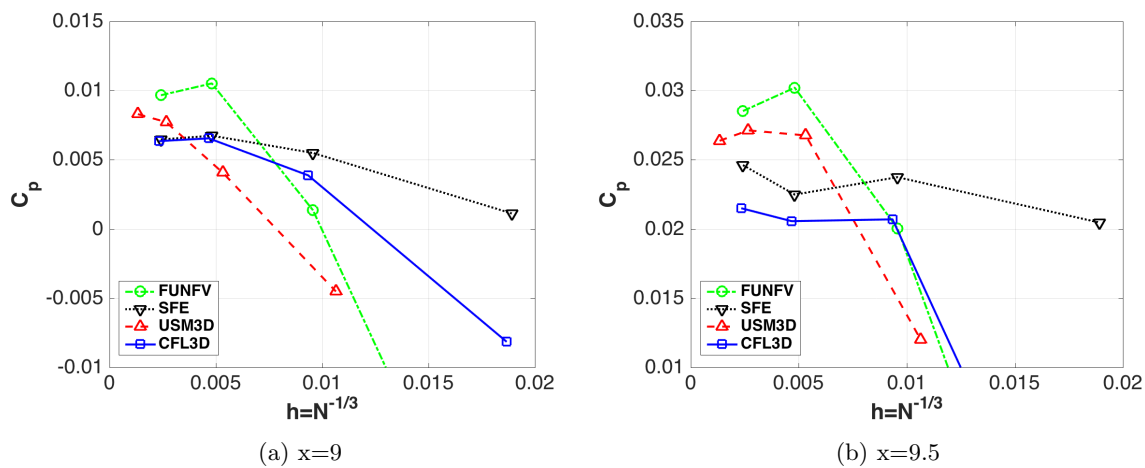 0.015
0.01
0.005
0
-0.005
-0.01
C_p
FUNFV
SFE
USM3D
CFL3D
0 0.005 0.01 0.015 0.02
h=N^{-1/3}
(a) x=9
0.035
0.03
0.025
0.02
0.015
0.01
C_p
FUNFV
SFE
USM3D
CFL3D
0 0.005 0.01 0.015 0.02
h=N^{-1/3}
(b) x=9.5